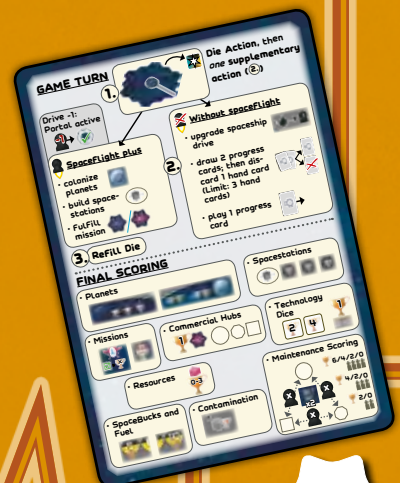 GAME TURN
1.
Die Action, then
one supplementary
action (2.)
Drive -1:
Portal active
SpaceFlight plus
• colonize
planets
• build space-
stations
• fulfill
mission
2.
Without spaceflight
• upgrade spaceship
drive
• draw 2 progress
cards; then dis-
card 1 hand card
(Limit: 3 hand
cards)
• play 1 progress
card
3. Refill Die
FINAL SCORING
• Planets
• Spacestations
• Missions
• Commercial Hubs
1
• Technology
Dice
1
2 4
• Resources
0-3
• Maintenance Scoring
6/4/2/0
4/2/0
2/0
x2
• SpaceBucks and
Fuel
• Contamination